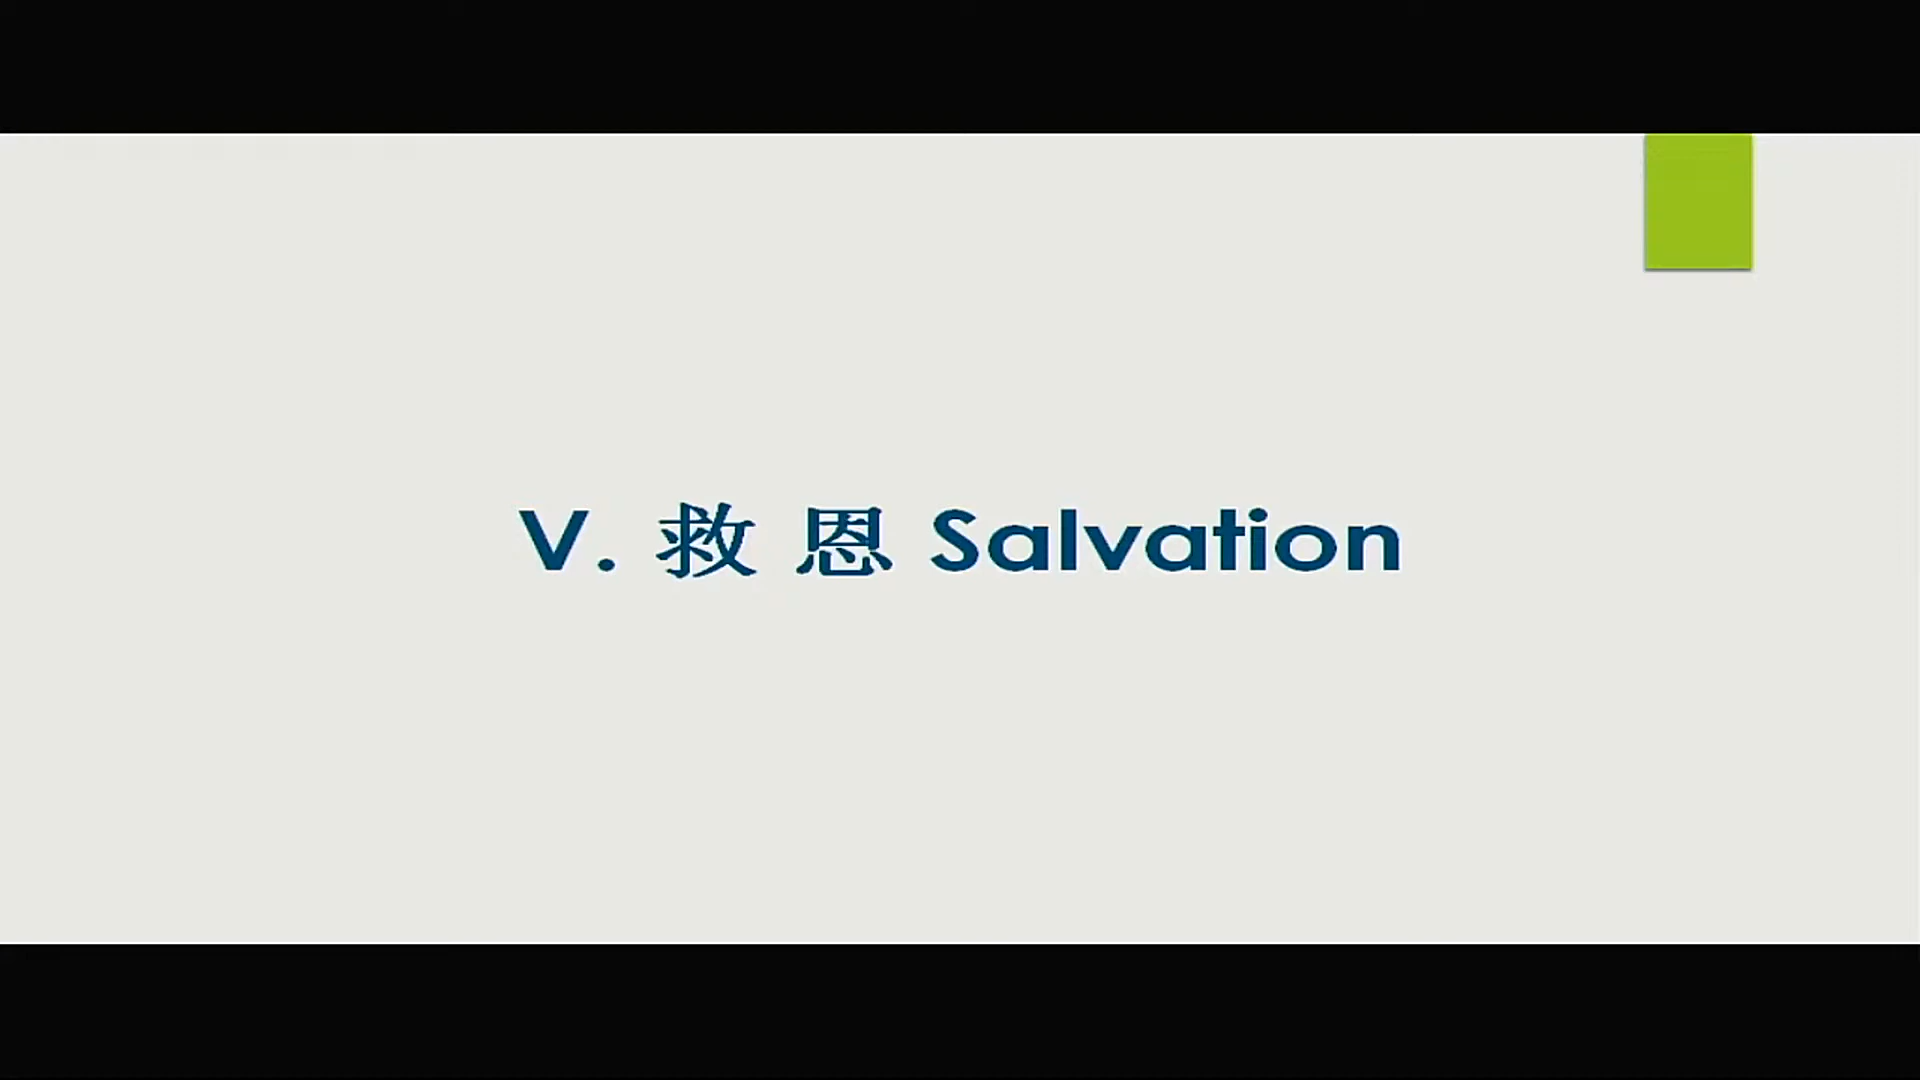 V. 救 恩 Salvation